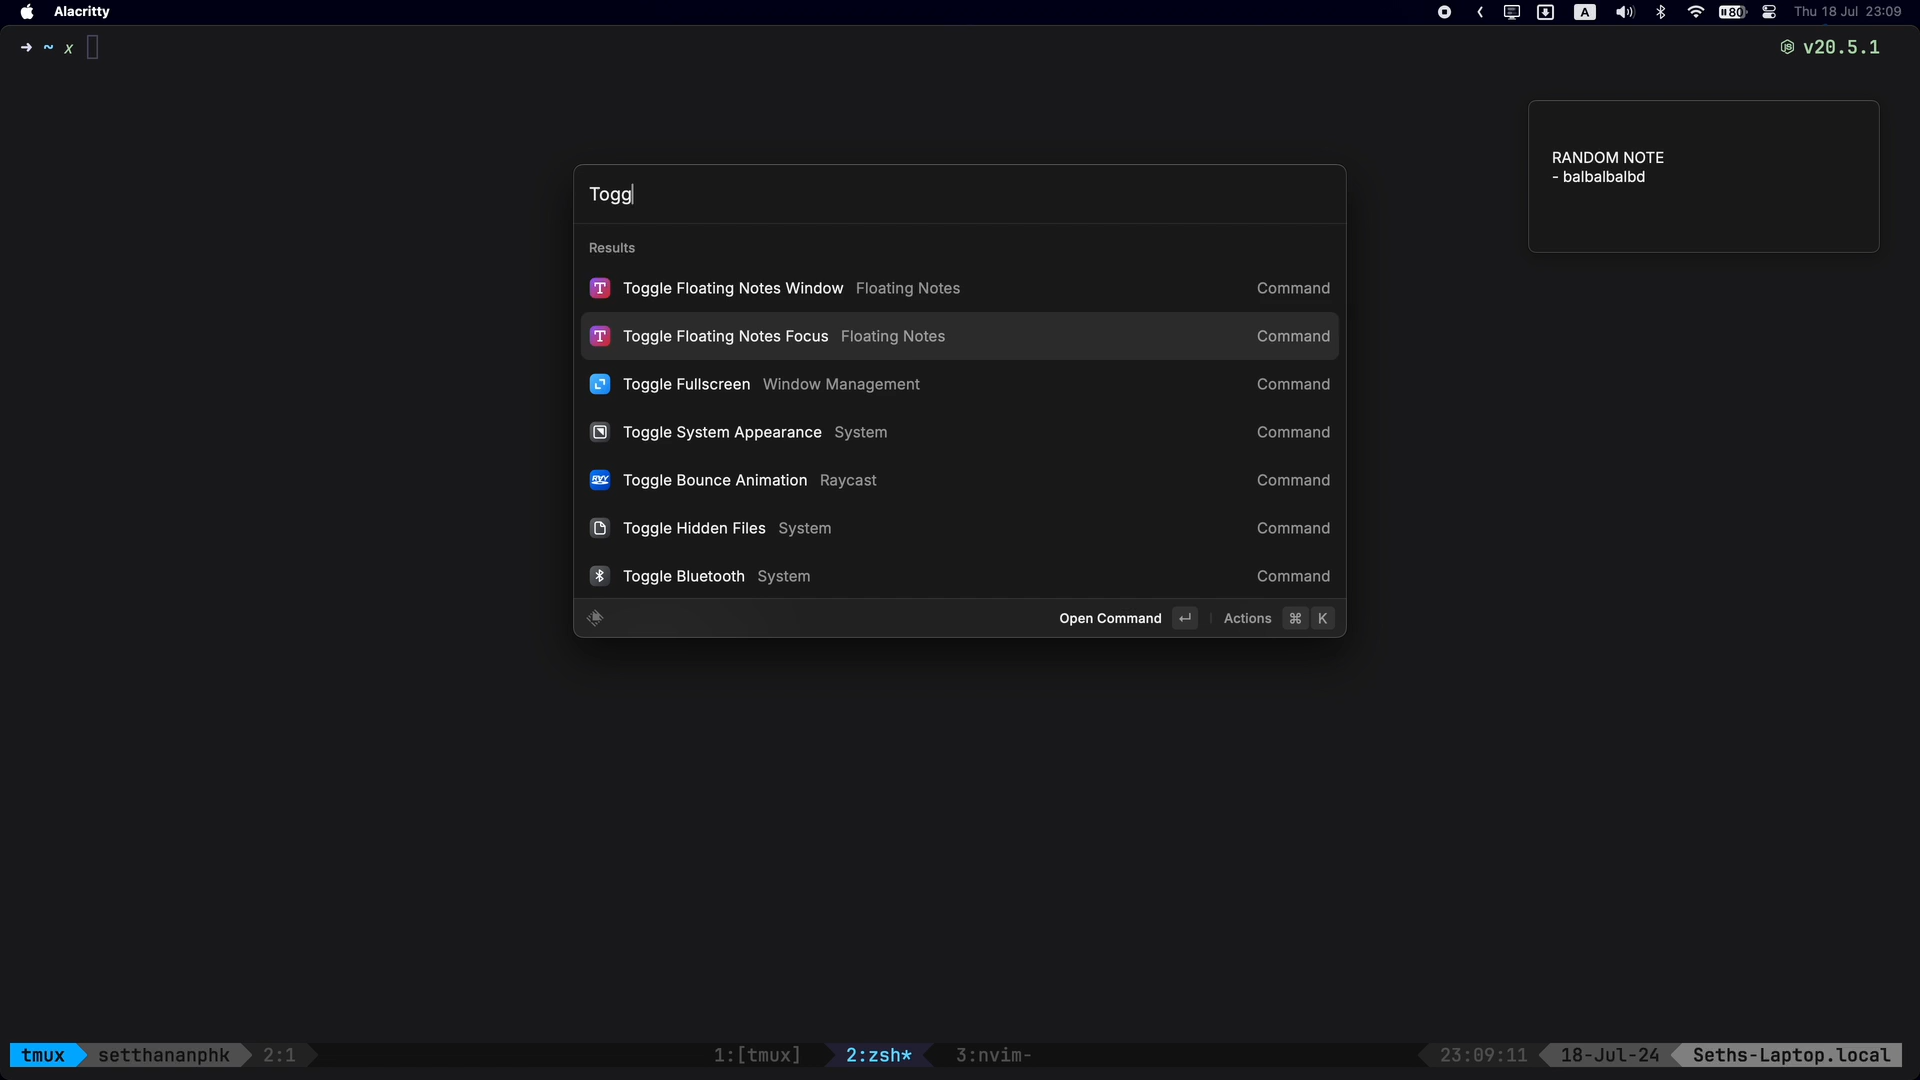 Alacritty A 80 Thu 18 Jul 23:09
→ ~ x v20.5.1
RANDOM NOTE
- balbalbalbd
Togg
Results
T Toggle Floating Notes Window Floating Notes Command
T Toggle Floating Notes Focus Floating Notes Command
Toggle Fullscreen Window Management Command
Toggle System Appearance System Command
Toggle Bounce Animation Raycast Command
Toggle Hidden Files System Command
Toggle Bluetooth System Command
Open Command ↵ Actions ⌘ K
tmux setthananphk 2:1 1:[tmux] 2:zsh* 3:nvim- 23:09:11 18-Jul-24 Seths-Laptop.local